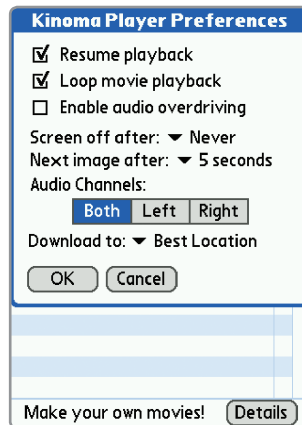 Kinoma Player Preferences
Resume playback
Loop movie playback
Enable audio overdriving
Screen off after: Never
Next image after: 5 seconds
Audio Channels:
Both Left Right
Download to: Best Location
OK Cancel
Make your own movies! Details